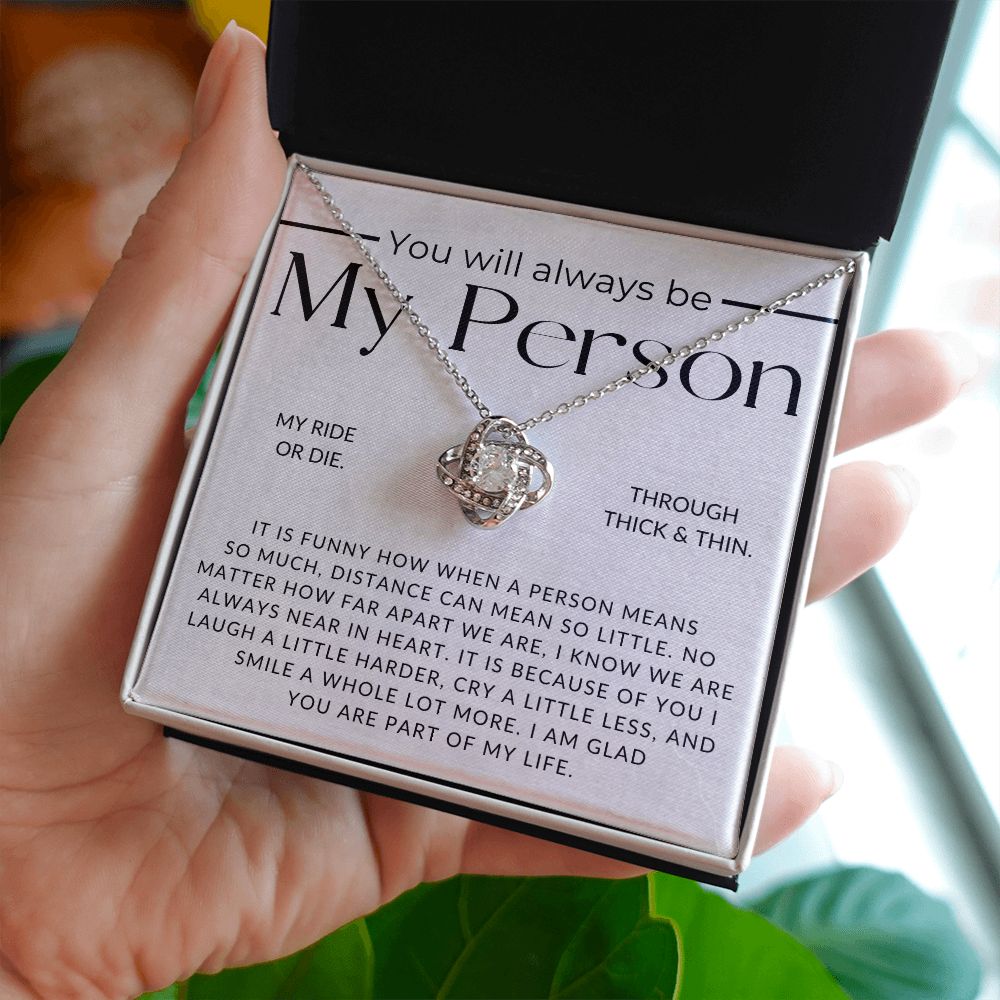 You will always be
My Person
MY RIDE
OR DIE.
THROUGH
THICK & THIN.
IT IS FUNNY HOW WHEN A PERSON MEANS
SO MUCH, DISTANCE CAN MEAN SO LITTLE. NO
MATTER HOW FAR APART WE ARE, I KNOW WE ARE
ALWAYS NEAR IN HEART. IT IS BECAUSE OF YOU I
LAUGH A LITTLE HARDER, CRY A LITTLE LESS, AND
SMILE A WHOLE LOT MORE. I AM GLAD
YOU ARE PART OF MY LIFE.